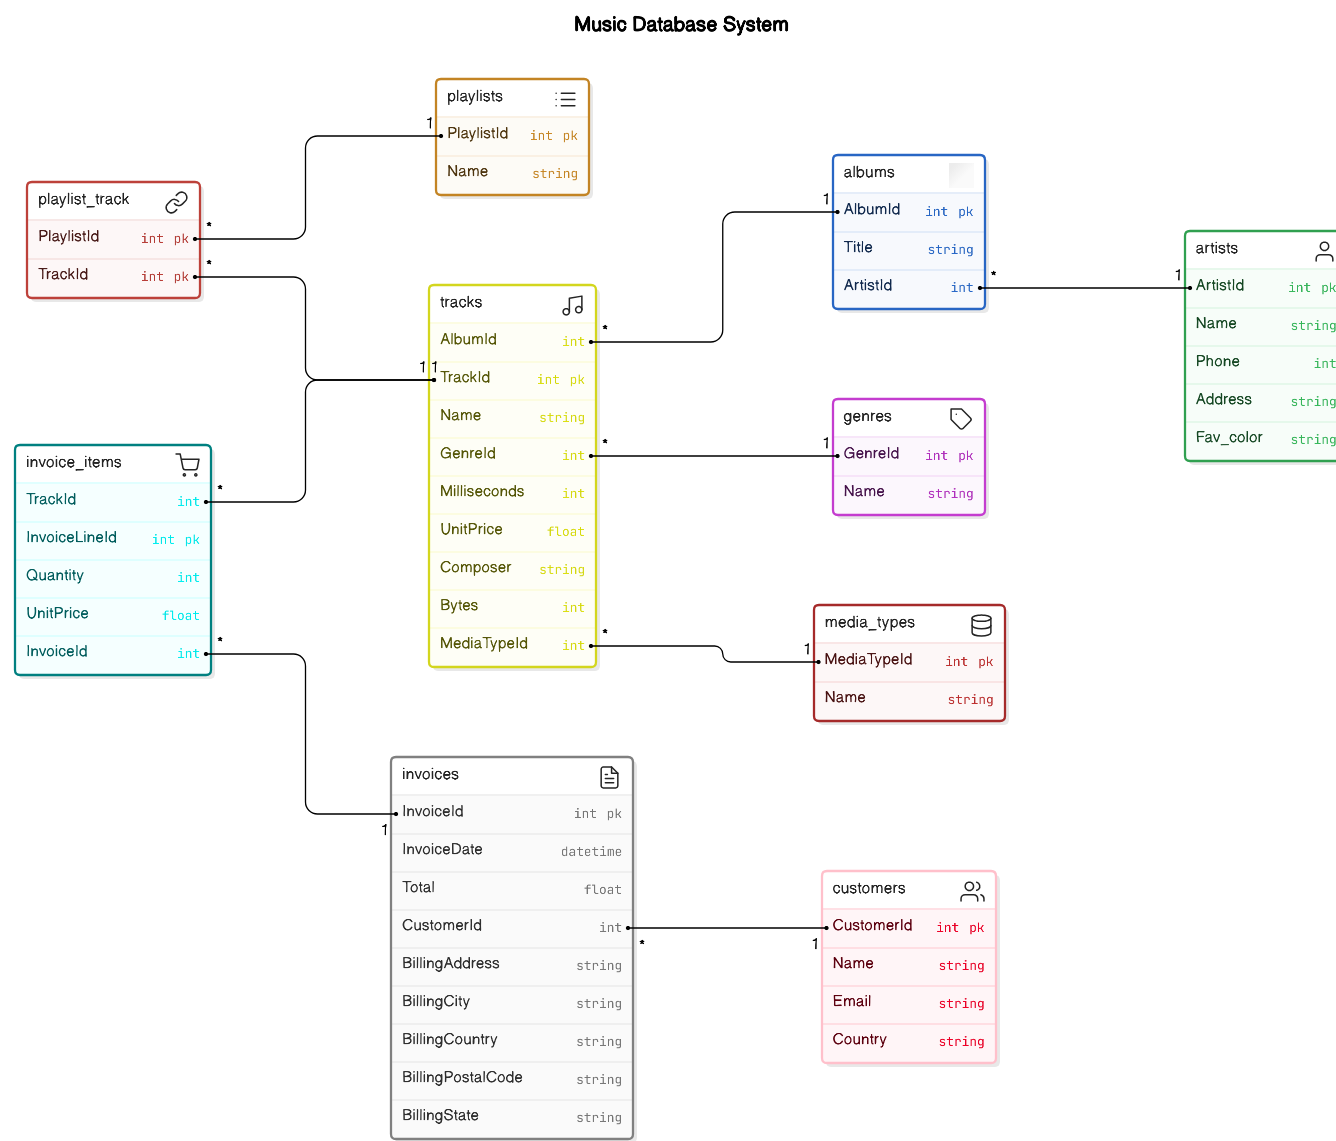 Music Database System
playlists
PlaylistId int pk
Name string
playlist_track
PlaylistId int pk
TrackId int pk
1
*
*
tracks
AlbumId int
TrackId int pk
Name string
GenreId int
Milliseconds int
UnitPrice float
Composer string
Bytes int
MediaTypeId int
1 1
*
*
*
albums
AlbumId int pk
Title string
ArtistId int
1
*
artists
ArtistId int pk
Name string
Phone int
Address string
Fav_color string
1
genres
GenreId int pk
Name string
1
invoice_items
TrackId int
InvoiceLineId int pk
Quantity int
UnitPrice float
InvoiceId int
*
*
media_types
MediaTypeId int pk
Name string
1
invoices
InvoiceId int pk
InvoiceDate datetime
Total float
CustomerId int
BillingAddress string
BillingCity string
BillingCountry string
BillingPostalCode string
BillingState string
1
*
customers
CustomerId int pk
Name string
Email string
Country string
1